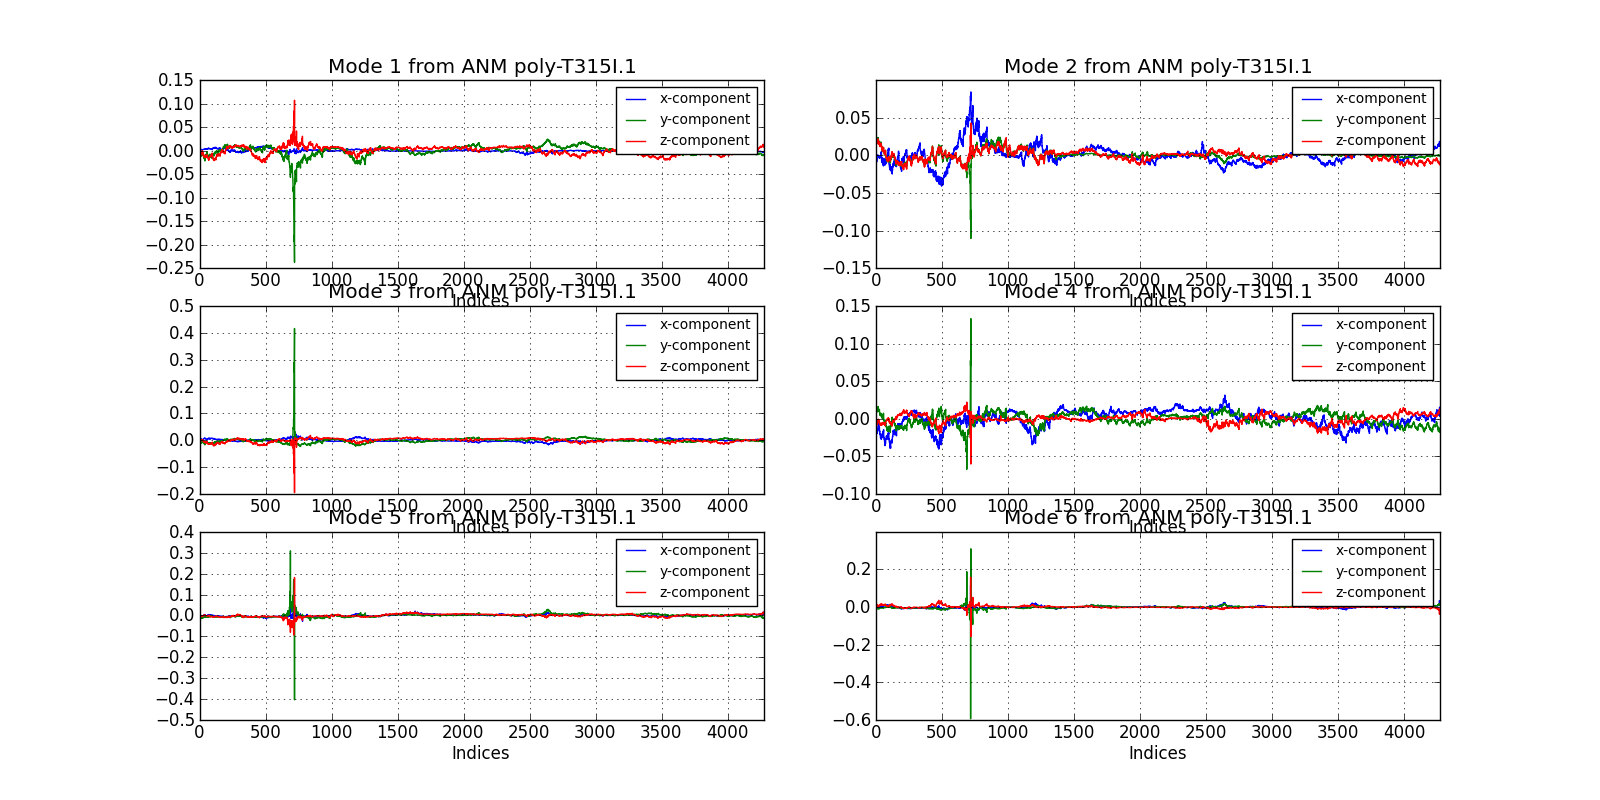 Mode 1 from ANM poly-T315I.1
0.15
0.10
0.05
0.00
−0.05
−0.10
−0.15
−0.20
−0.25
0 500 1000 1500 2000 2500 3000 3500 4000
Indices
x-component
y-component
z-component
Mode 2 from ANM poly-T315I.1
0.05
0.00
−0.05
−0.10
−0.15
0 500 1000 1500 2000 2500 3000 3500 4000
Indices
x-component
y-component
z-component
Mode 3 from ANM poly-T315I.1
0.5
0.4
0.3
0.2
0.1
0.0
−0.1
−0.2
0 500 1000 1500 2000 2500 3000 3500 4000
Indices
x-component
y-component
z-component
Mode 4 from ANM poly-T315I.1
0.15
0.10
0.05
0.00
−0.05
−0.10
0 500 1000 1500 2000 2500 3000 3500 4000
Indices
x-component
y-component
z-component
Mode 5 from ANM poly-T315I.1
0.4
0.3
0.2
0.1
0.0
−0.1
−0.2
−0.3
−0.4
−0.5
0 500 1000 1500 2000 2500 3000 3500 4000
Indices
x-component
y-component
z-component
Mode 6 from ANM poly-T315I.1
0.2
0.0
−0.2
−0.4
−0.6
0 500 1000 1500 2000 2500 3000 3500 4000
Indices
x-component
y-component
z-component